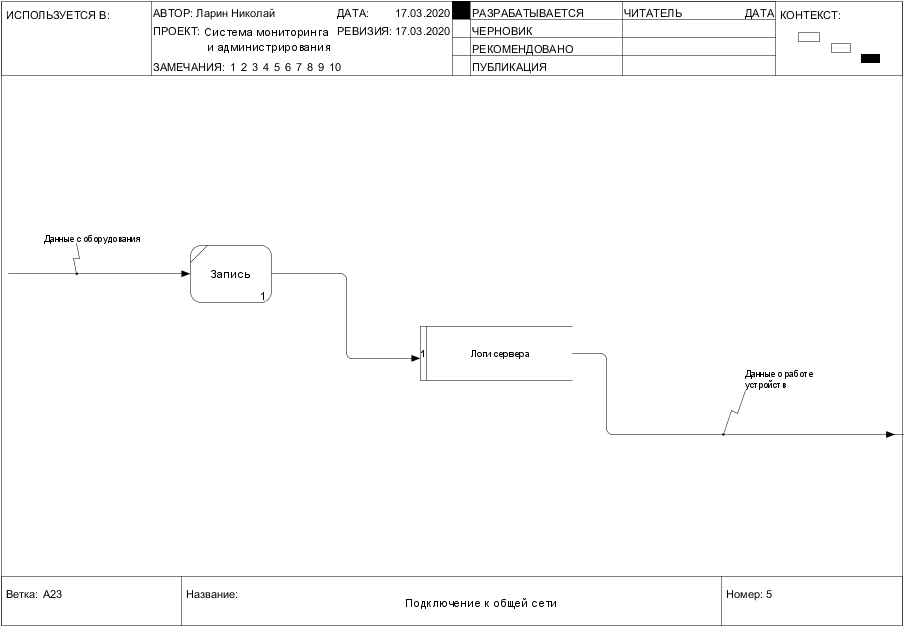 ИСПОЛЬЗУЕТСЯ В:
АВТОР: Ларин Николай
ДАТА: 17.03.2020
ПРОЕКТ: Система мониторинга
и администрирования
РЕВИЗИЯ: 17.03.2020
ЗАМЕЧАНИЯ: 1 2 3 4 5 6 7 8 9 10
РАЗРАБАТЫВАЕТСЯ
ЧЕРНОВИК
РЕКОМЕНДОВАНО
ПУБЛИКАЦИЯ
ЧИТАТЕЛЬ ДАТА
КОНТЕКСТ:
Данные с оборудования
Запись
1
1
Логи сервера
Данные о работе
устройств
Ветка: A23
Название:
Подключение к общей сети
Номер: 5